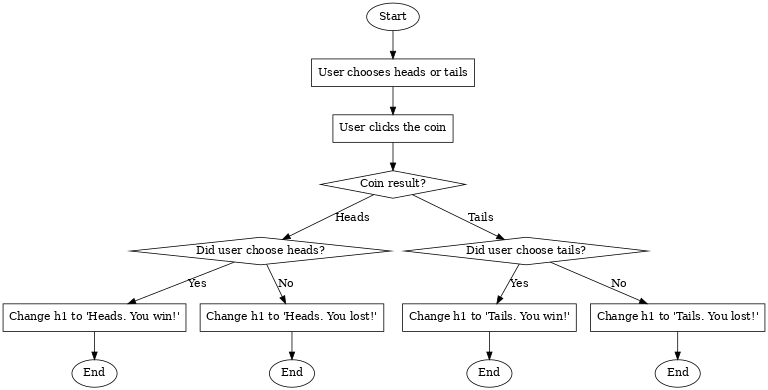 Start
User chooses heads or tails
User clicks the coin
Coin result?
Heads
Tails
Did user choose heads?
Did user choose tails?
Yes
No
Yes
No
Change h1 to 'Heads. You win!'
Change h1 to 'Heads. You lost!'
Change h1 to 'Tails. You win!'
Change h1 to 'Tails. You lost!'
End
End
End
End